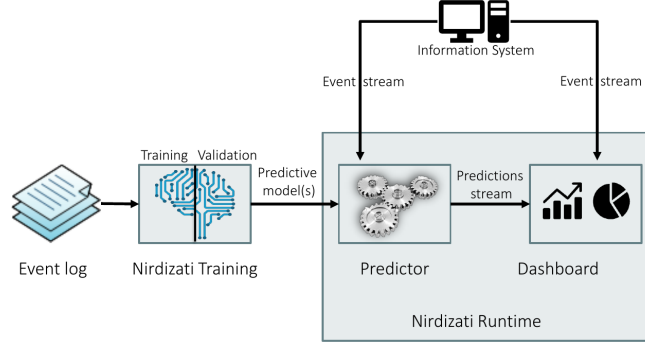 Information System
Event stream
Event stream
Training Validation
Predictive
model(s)
Predictions
stream
Event log
Nirdizati Training
Predictor
Dashboard
Nirdizati Runtime